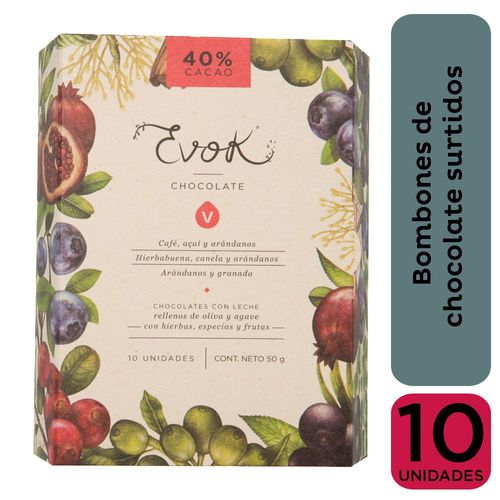 40%
CACAO
Evok
CHOCOLATE
V
Café, açaí y arándanos
Hierbabuena, canela y arándanos
Arándanos y granada
CHOCOLATES CON LECHE
rellenos de oliva y agave
con hierbas, especias y frutas
10 UNIDADES
CONT. NETO 50 g
Bombones de
chocolate surtidos
10
UNIDADES